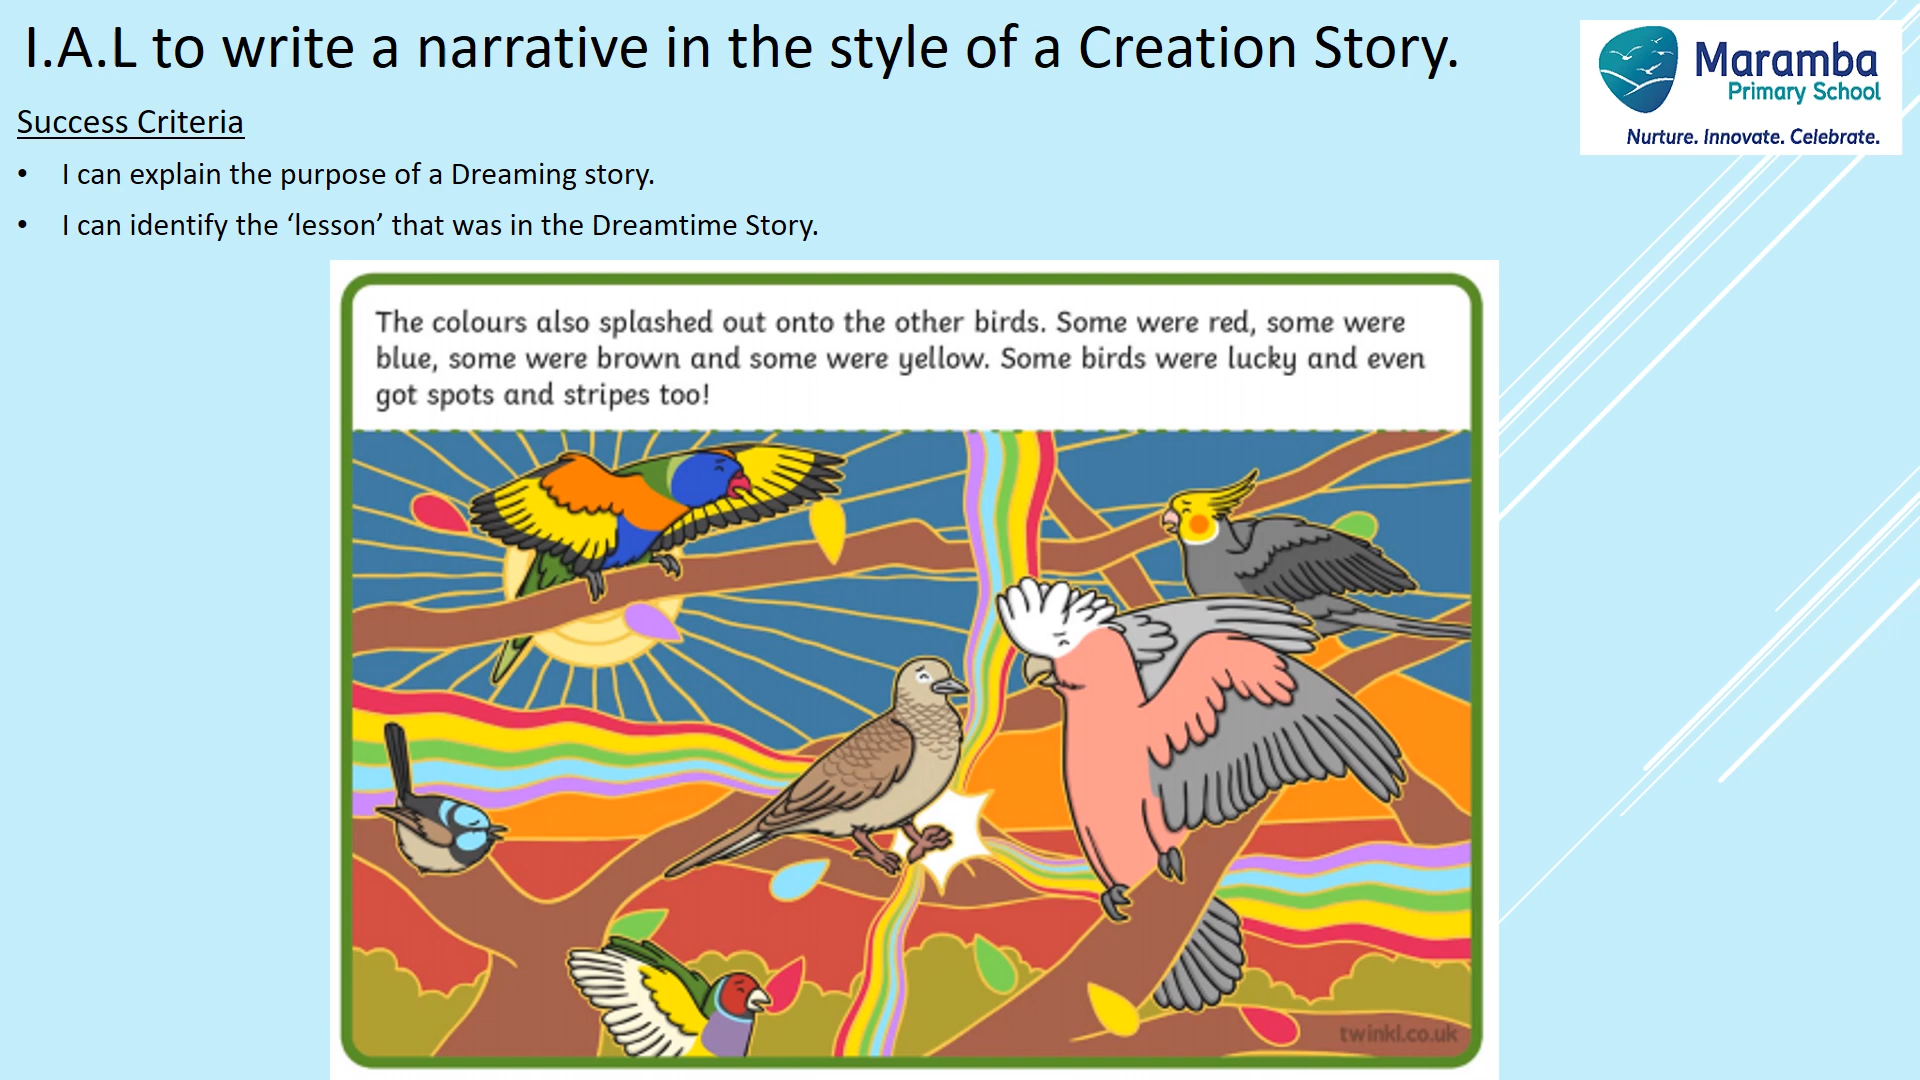 I.A.L to write a narrative in the style of a Creation Story.
Maramba
Primary School
Nurture. Innovate. Celebrate.
Success Criteria
• I can explain the purpose of a Dreaming story.
• I can identify the ‘lesson’ that was in the Dreamtime Story.
The colours also splashed out onto the other birds. Some were red, some were
blue, some were brown and some were yellow. Some birds were lucky and even
got spots and stripes too!
twinkl.co.uk